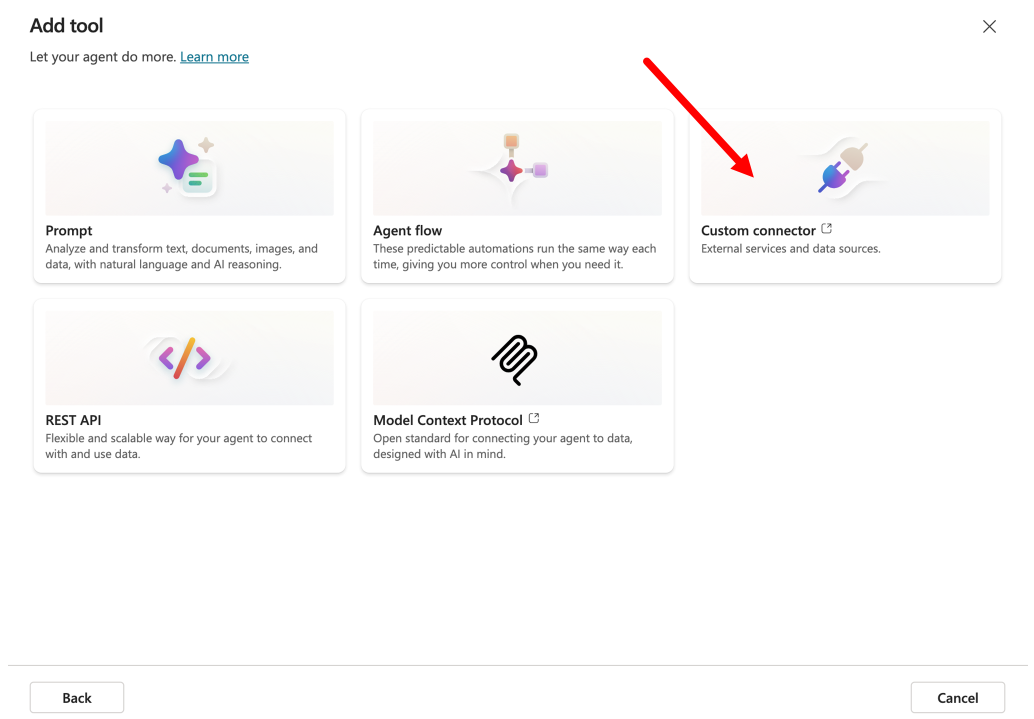 Add tool
Let your agent do more. Learn more
Prompt
Analyze and transform text, documents, images, and
data, with natural language and AI reasoning.
Agent flow
These predictable automations run the same way each
time, giving you more control when you need it.
Custom connector
External services and data sources.
REST API
Flexible and scalable way for your agent to connect
with and use data.
Model Context Protocol
Open standard for connecting your agent to data,
designed with AI in mind.
Back
Cancel